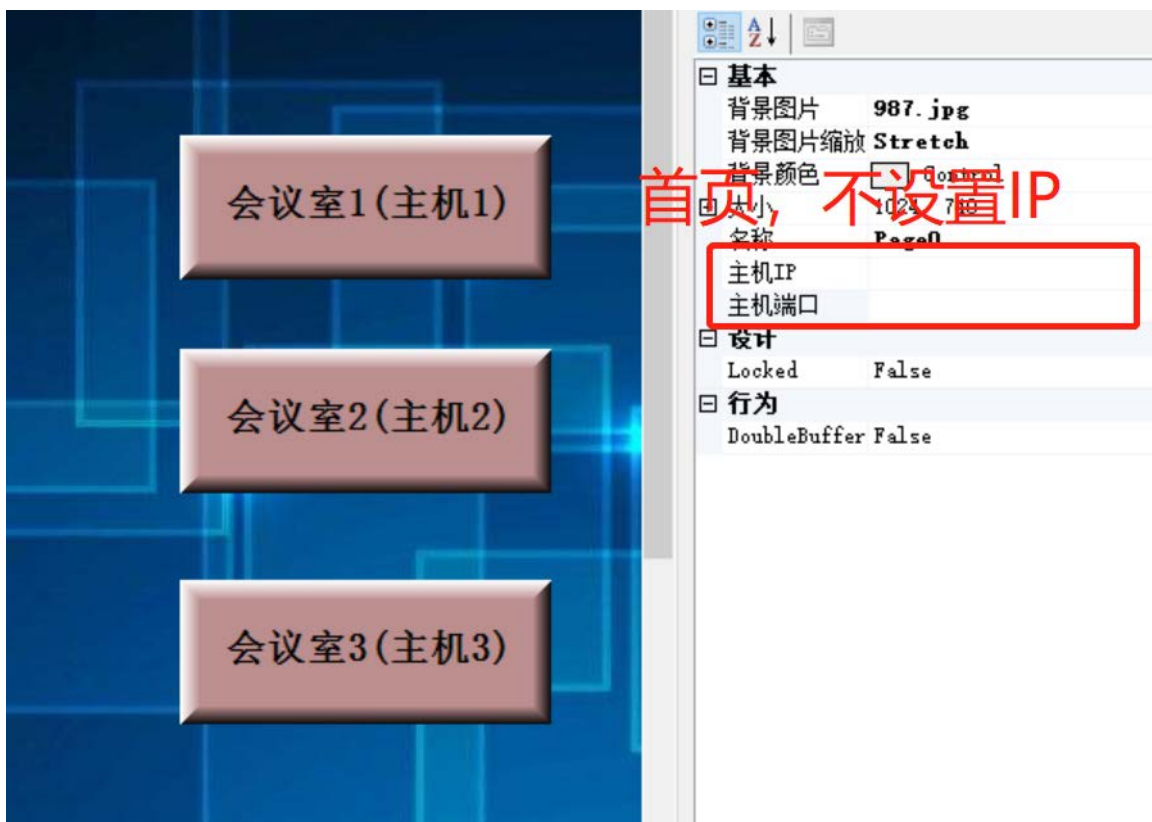 会议室1(主机1)
会议室2(主机2)
会议室3(主机3)
基本
背景图片 987.jpg
背景图片缩放 Stretch
背景颜色 Control
首页，不设置IP
大小
名称 Page0
主机IP
主机端口
设计
Locked False
行为
DoubleBuffer False